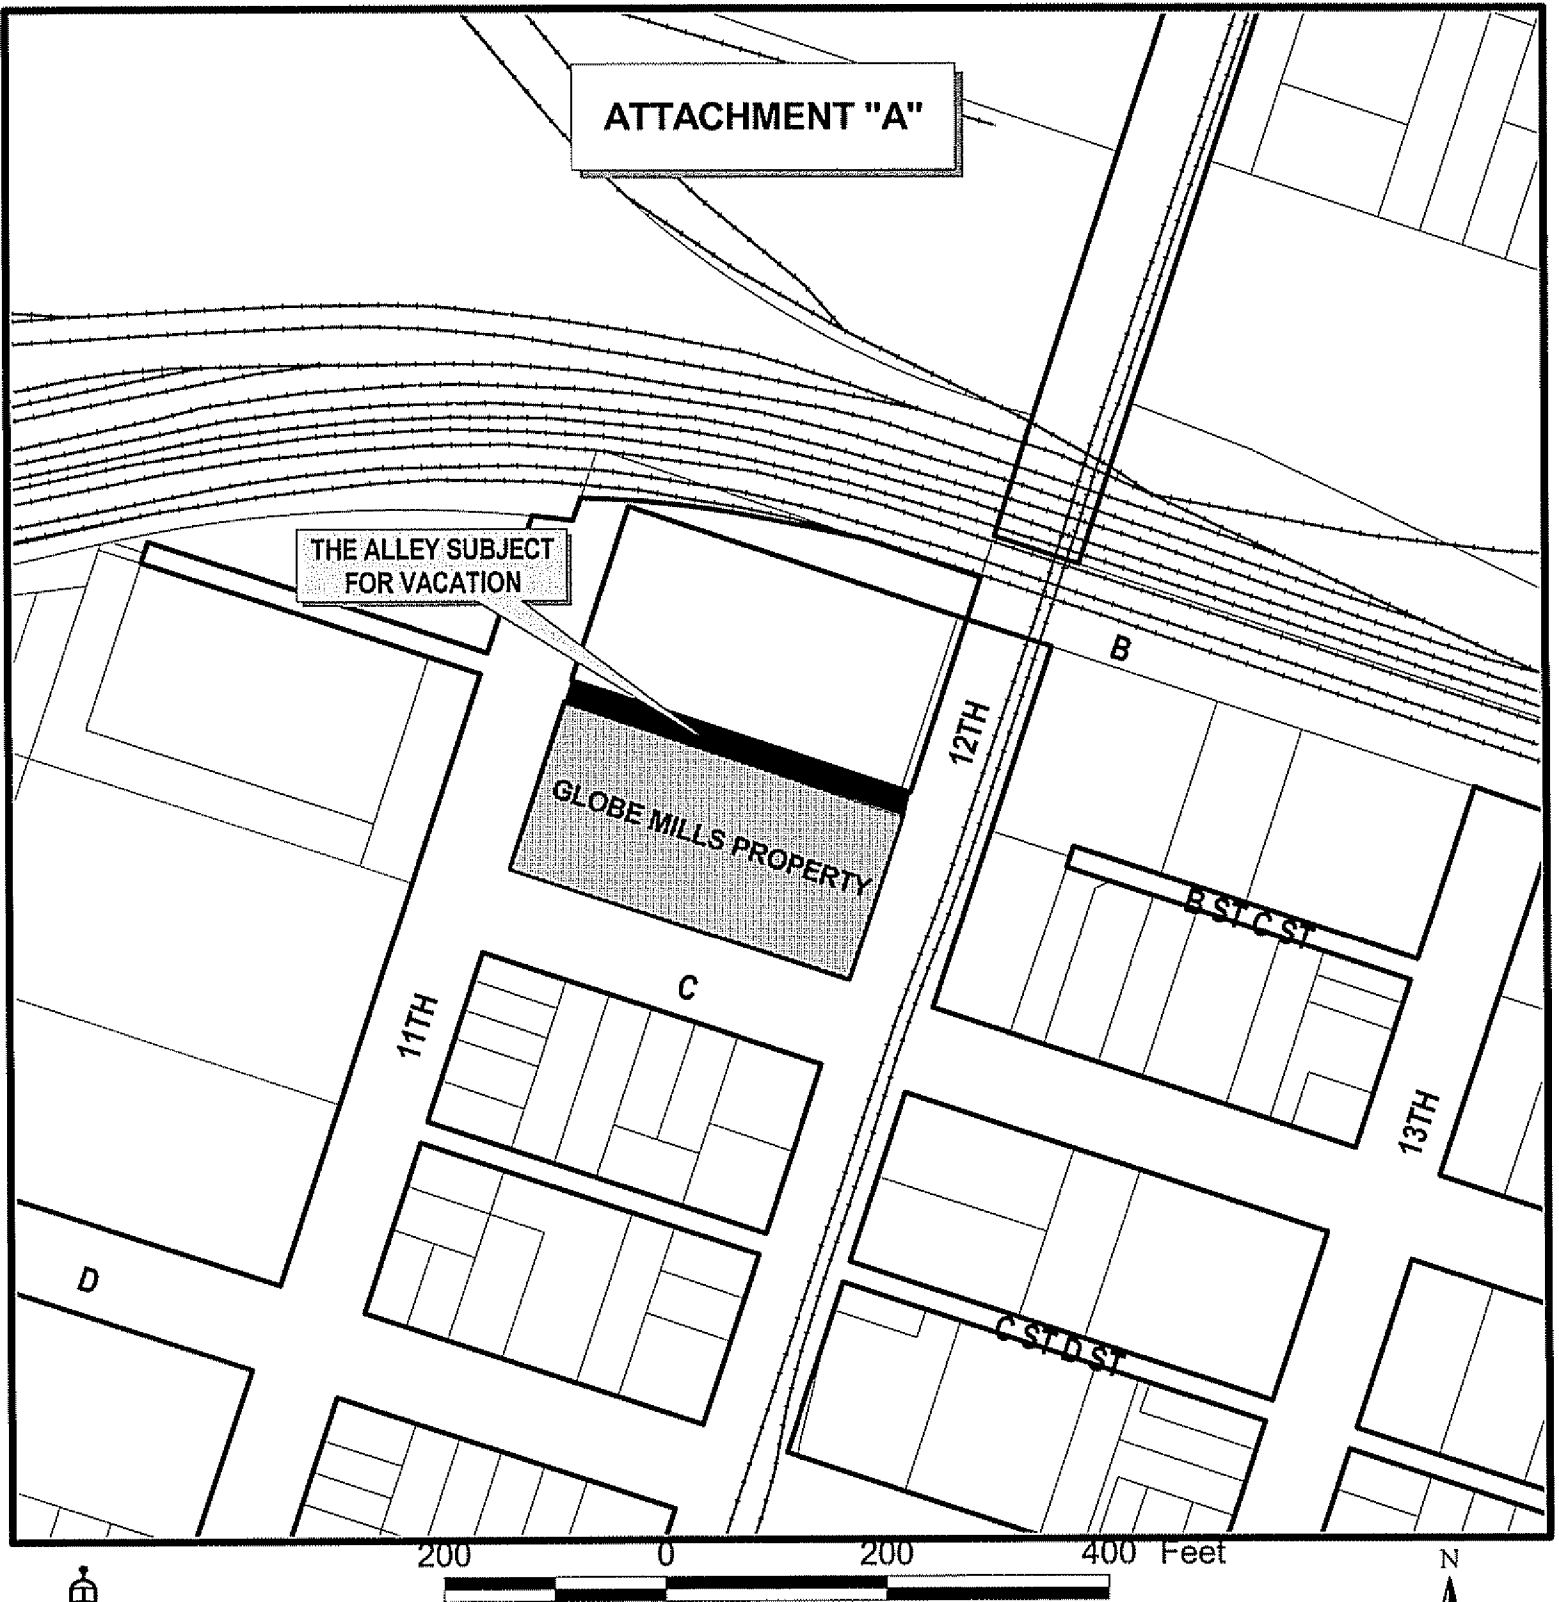 ATTACHMENT "A"
THE ALLEY SUBJECT
FOR VACATION
B
12TH
GLOBE MILLS PROPERTY
B ST C ST
C
11TH
13TH
D
C ST D ST
200 0 200 400 Feet
N